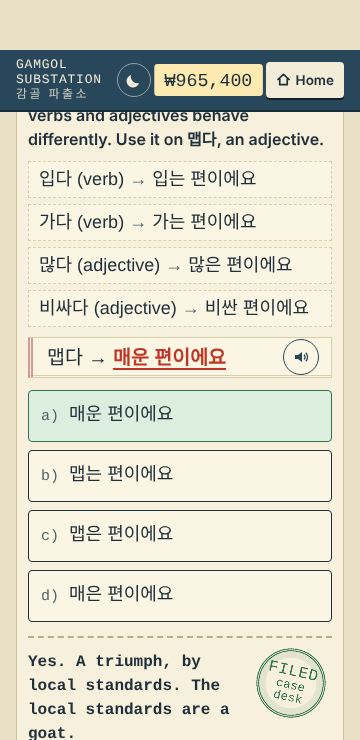 GAMGOL
SUBSTATION
감골 파출소
₩965,400
Home
verbs and adjectives behave
differently. Use it on 맵다, an adjective.
입다 (verb) → 입는 편이에요
가다 (verb) → 가는 편이에요
많다 (adjective) → 많은 편이에요
비싸다 (adjective) → 비싼 편이에요
맵다 → 매운 편이에요
a) 매운 편이에요
b) 맵는 편이에요
c) 맵은 편이에요
d) 매은 편이에요
Yes. A triumph, by
local standards. The
local standards are a
goat.
FILED
case
desk